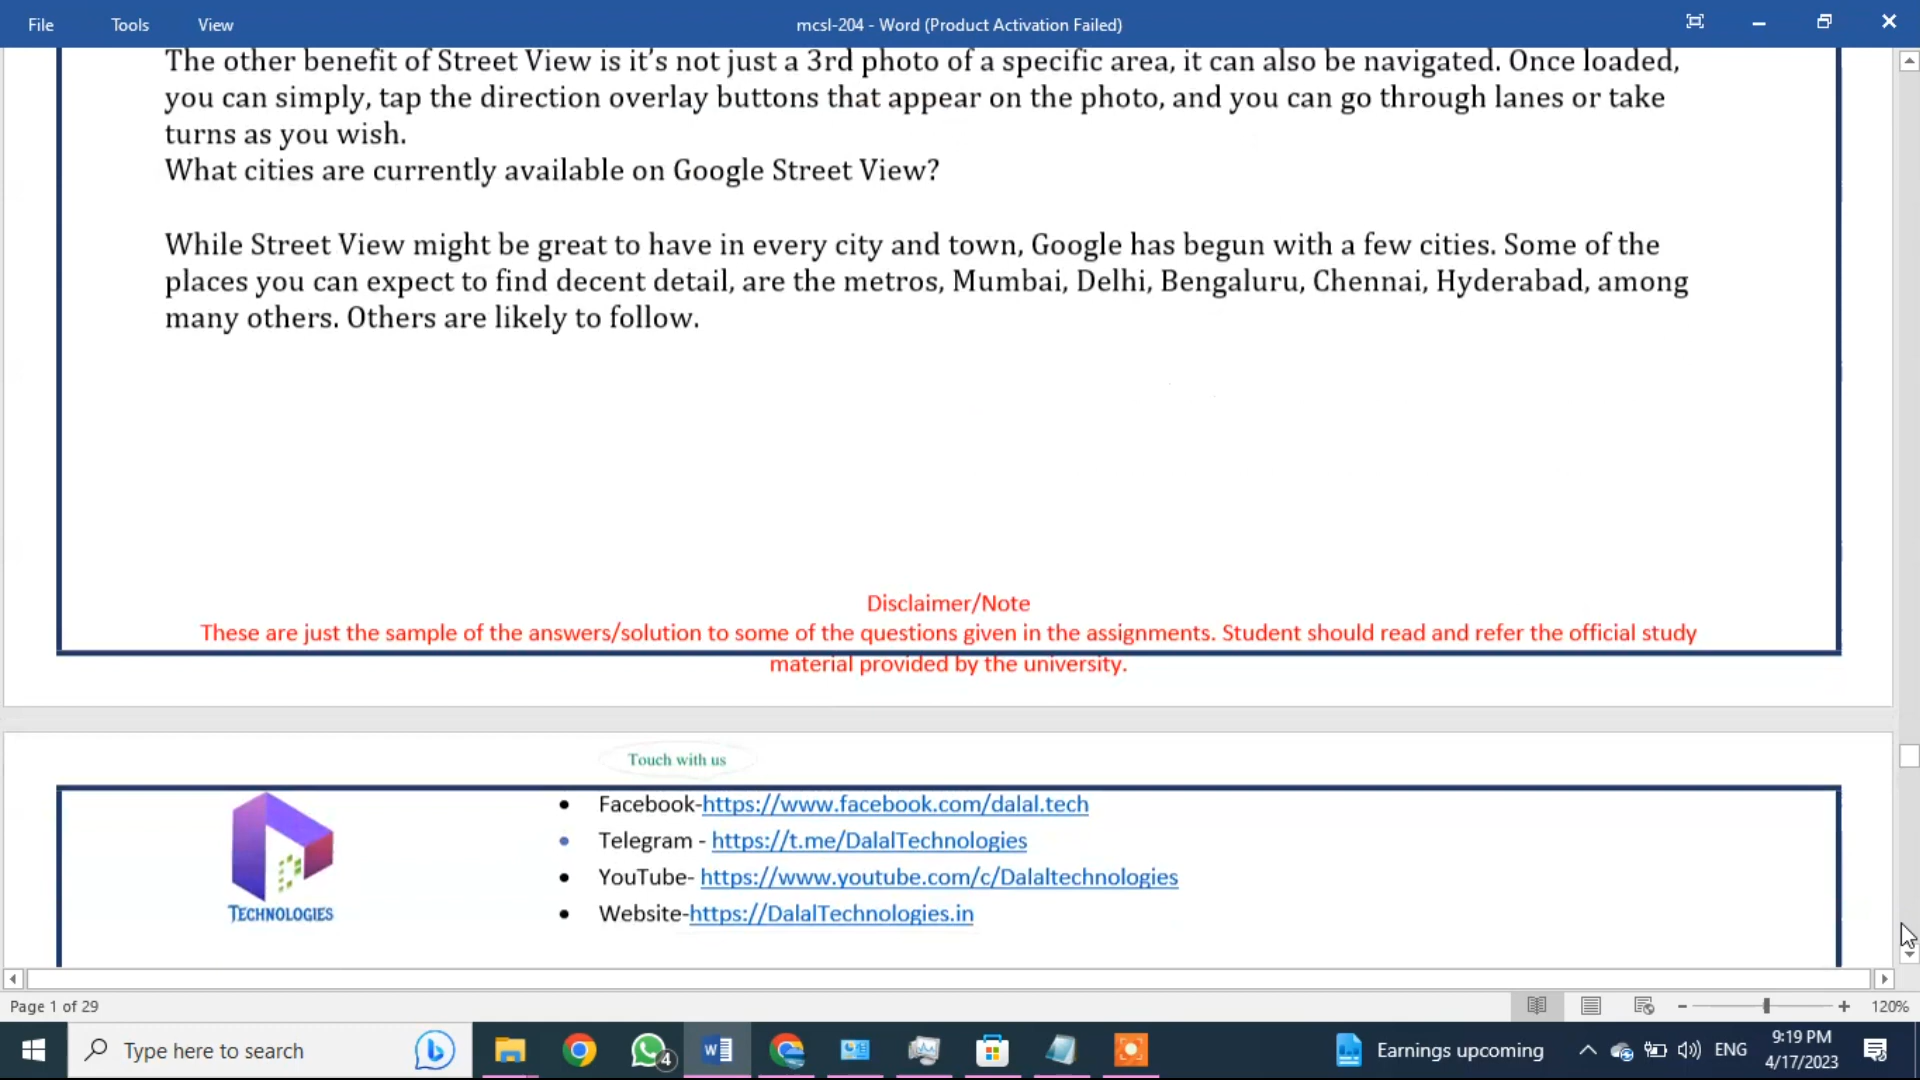 File Tools View mcsl-204 - Word (Product Activation Failed)
The other benefit of Street View is it's not just a 3rd photo of a specific area, it can also be navigated. Once loaded,
you can simply, tap the direction overlay buttons that appear on the photo, and you can go through lanes or take
turns as you wish.
What cities are currently available on Google Street View?
While Street View might be great to have in every city and town, Google has begun with a few cities. Some of the
places you can expect to find decent detail, are the metros, Mumbai, Delhi, Bengaluru, Chennai, Hyderabad, among
many others. Others are likely to follow.
Disclaimer/Note
These are just the sample of the answers/solution to some of the questions given in the assignments. Student should read and refer the official study
material provided by the university.
Touch with us
• Facebook-https://www.facebook.com/dalal.tech
• Telegram - https://t.me/DalalTechnologies
• YouTube- https://www.youtube.com/c/Dalaltechnologies
• Website-https://DalalTechnologies.in
TECHNOLOGIES
Page 1 of 29 120%
Type here to search 4 Earnings upcoming ENG 9:19 PM
4/17/2023